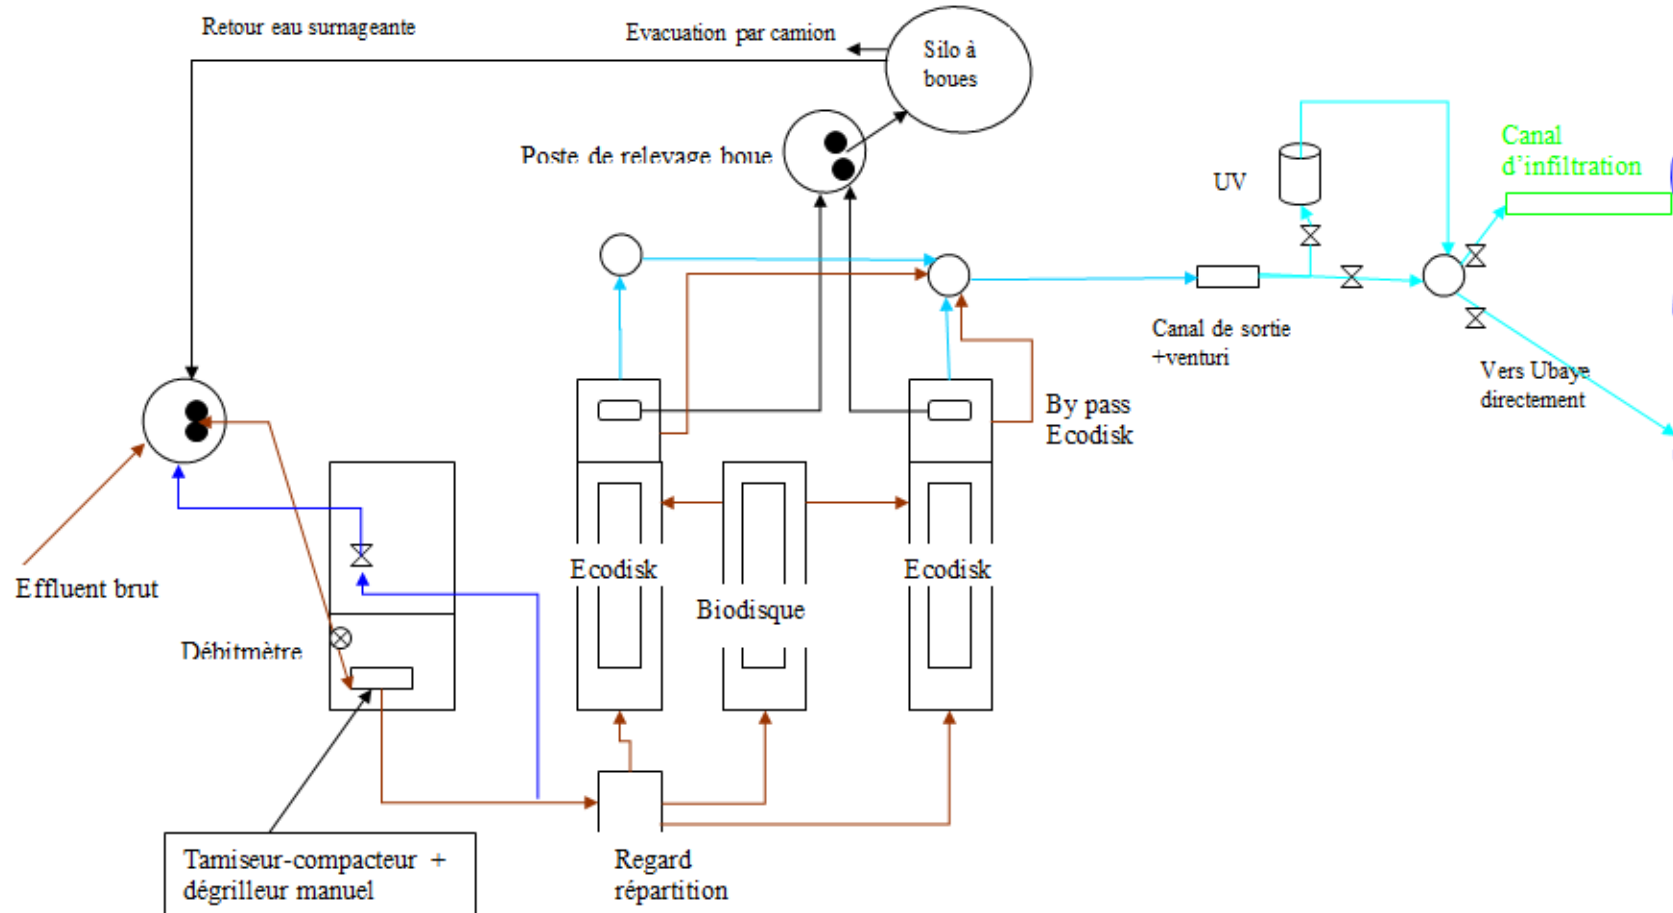 Retour eau surnageante
Evacuation par camion
Silo à
boues
Poste de relevage boue
UV
Canal
d'infiltration
Canal de sortie
+venturi
Vers Ubaye
directement
By pass
Ecodisk
Effluent brut
Débitmètre
Ecodisk
Biodisque
Ecodisk
Tamiseur-compacteur +
dégrilleur manuel
Regard
répartition